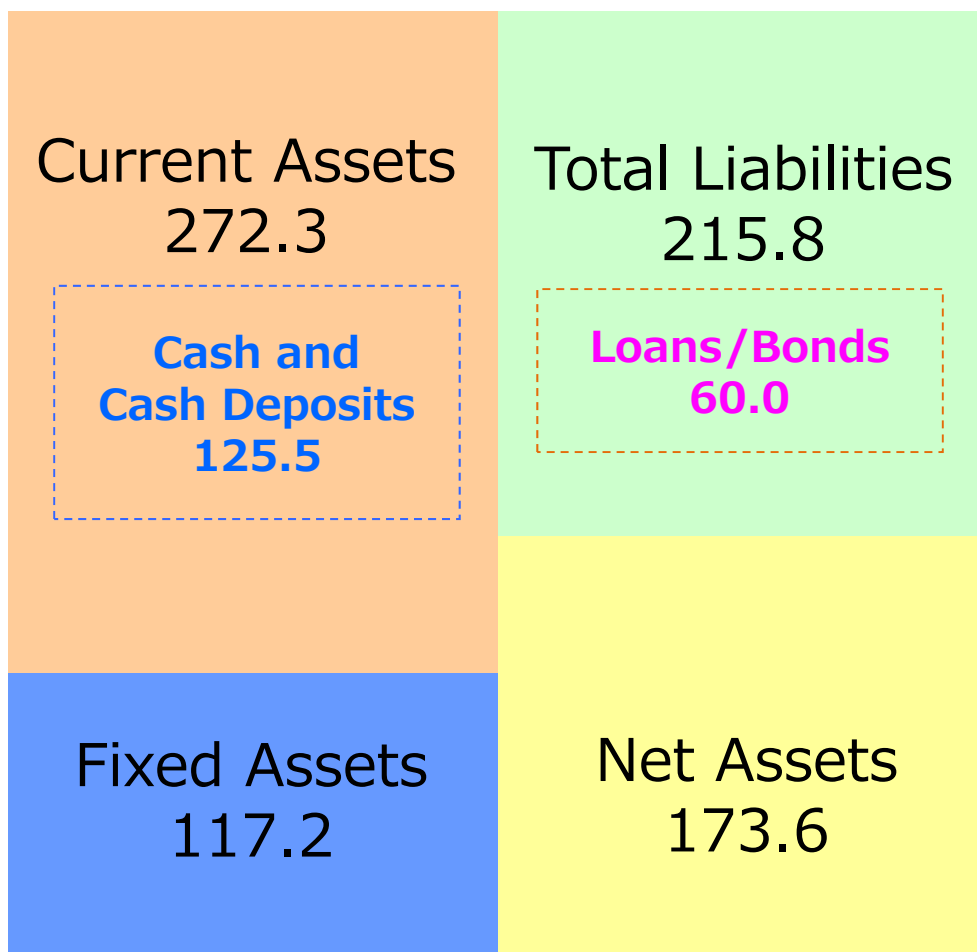 Current Assets
272.3
Cash and
Cash Deposits
125.5
Total Liabilities
215.8
Loans/Bonds
60.0
Fixed Assets
117.2
Net Assets
173.6